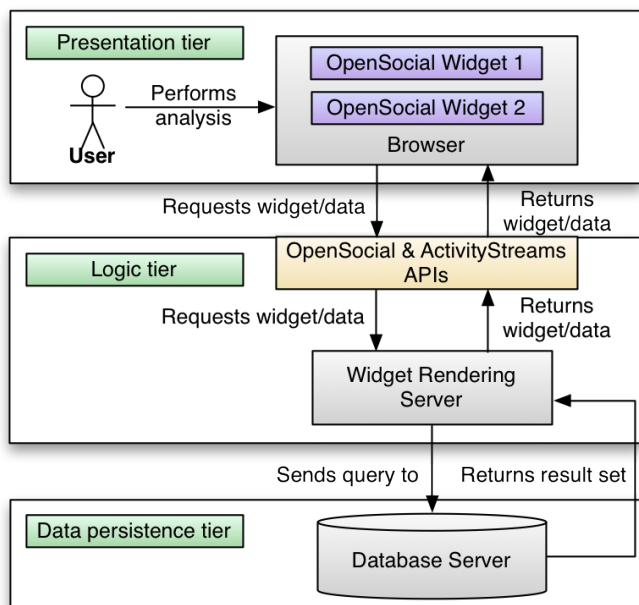 Presentation tier
OpenSocial Widget 1
OpenSocial Widget 2
Browser
Performs
analysis
User
Requests widget/data
Returns
widget/data
Logic tier
OpenSocial & ActivityStreams
APIs
Requests widget/data
Returns
widget/data
Widget Rendering
Server
Sends query to
Returns result set
Data persistence tier
Database Server